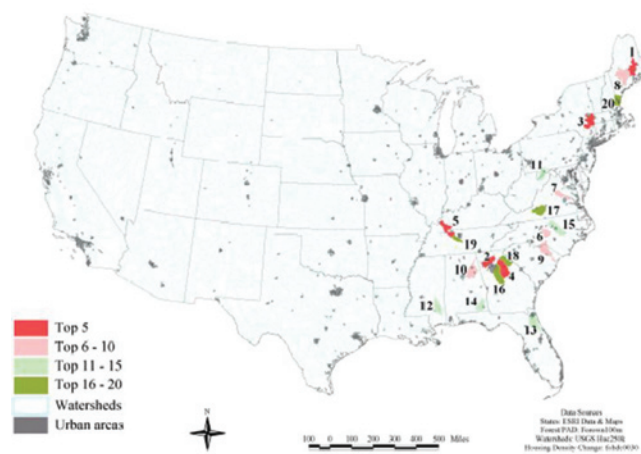 1
8
20
3
11
7
17
5
15
19
6
2
18
9
10
4
16
12
14
13
Top 5
Top 6 - 10
Top 11 - 15
Top 16 - 20
Watersheds
Urban areas
N
100 0 100 200 300 400 500 Miles
Data Sources
States: ESRI Data & Maps
Watersheds: USGS Huc250k